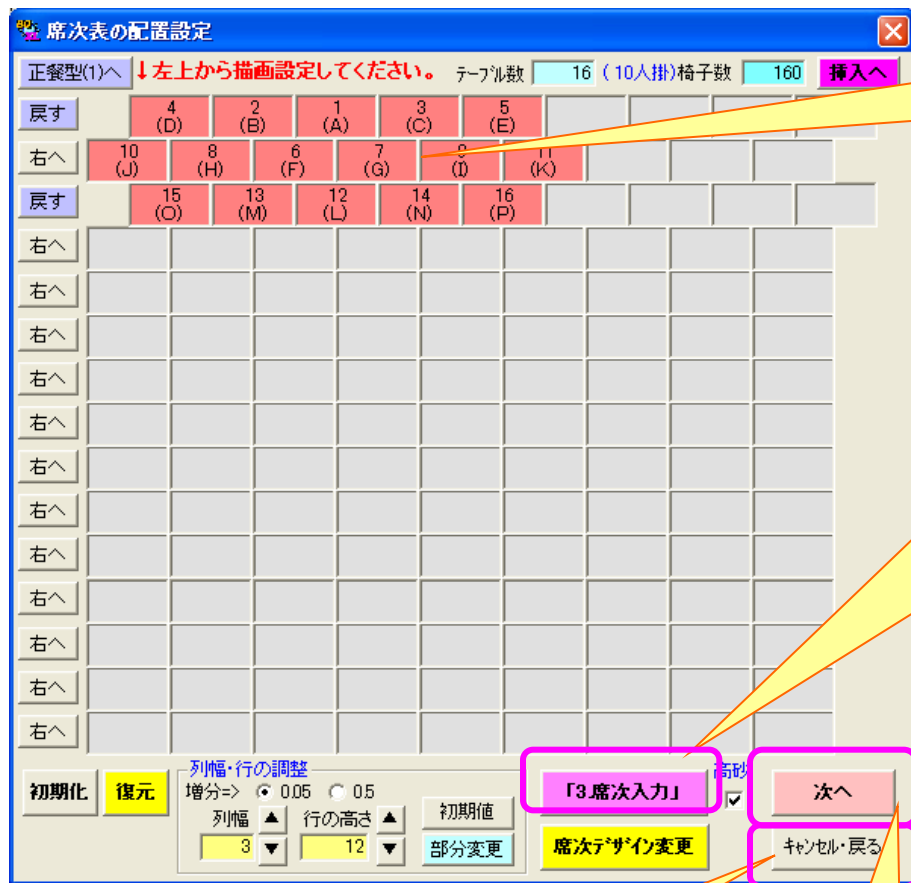 席次表の配置設定
正餐型(1)へ ↓左上から描画設定してください。 テーブル数 16 (10人掛)椅子数 160 挿入へ
戻す 4 2 1 3 5
(D) (B) (A) (C) (E)
右へ 10 8 6 7 9 11
(J) (H) (F) (G) (I) (K)
戻す 15 13 12 14 16
(O) (M) (L) (N) (P)
右へ
右へ
右へ
右へ
右へ
右へ
右へ
右へ
右へ
右へ
右へ
右へ
列幅・行の調整
初期化 復元 増分=> 0.05 0.5 「3.席次入力」 高砂 次へ
列幅 行の高さ 初期値
3 12 部分変更 席次デザイン変更 キャンセル・戻る